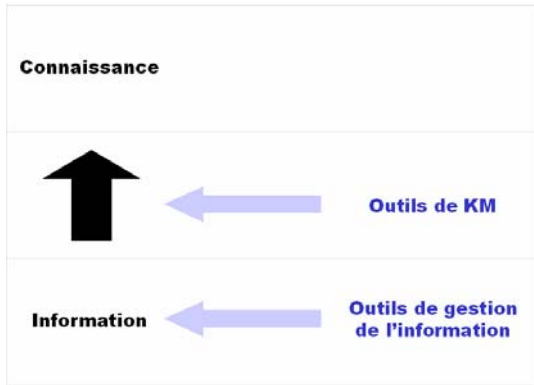 Connaissance
Outils de KM
Information
Outils de gestion
de l'information